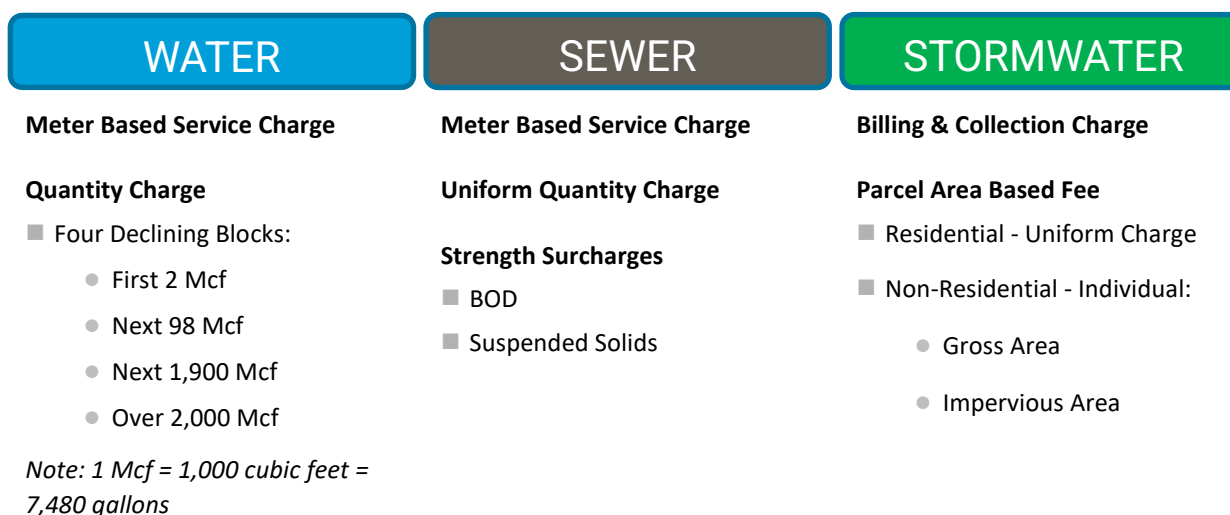 WATER
Meter Based Service Charge
Quantity Charge
Four Declining Blocks:
First 2 Mcf
Next 98 Mcf
Next 1,900 Mcf
Over 2,000 Mcf
Note: 1 Mcf = 1,000 cubic feet =
7,480 gallons
SEWER
Meter Based Service Charge
Uniform Quantity Charge
Strength Surcharges
BOD
Suspended Solids
STORMWATER
Billing & Collection Charge
Parcel Area Based Fee
Residential - Uniform Charge
Non-Residential - Individual:
Gross Area
Impervious Area